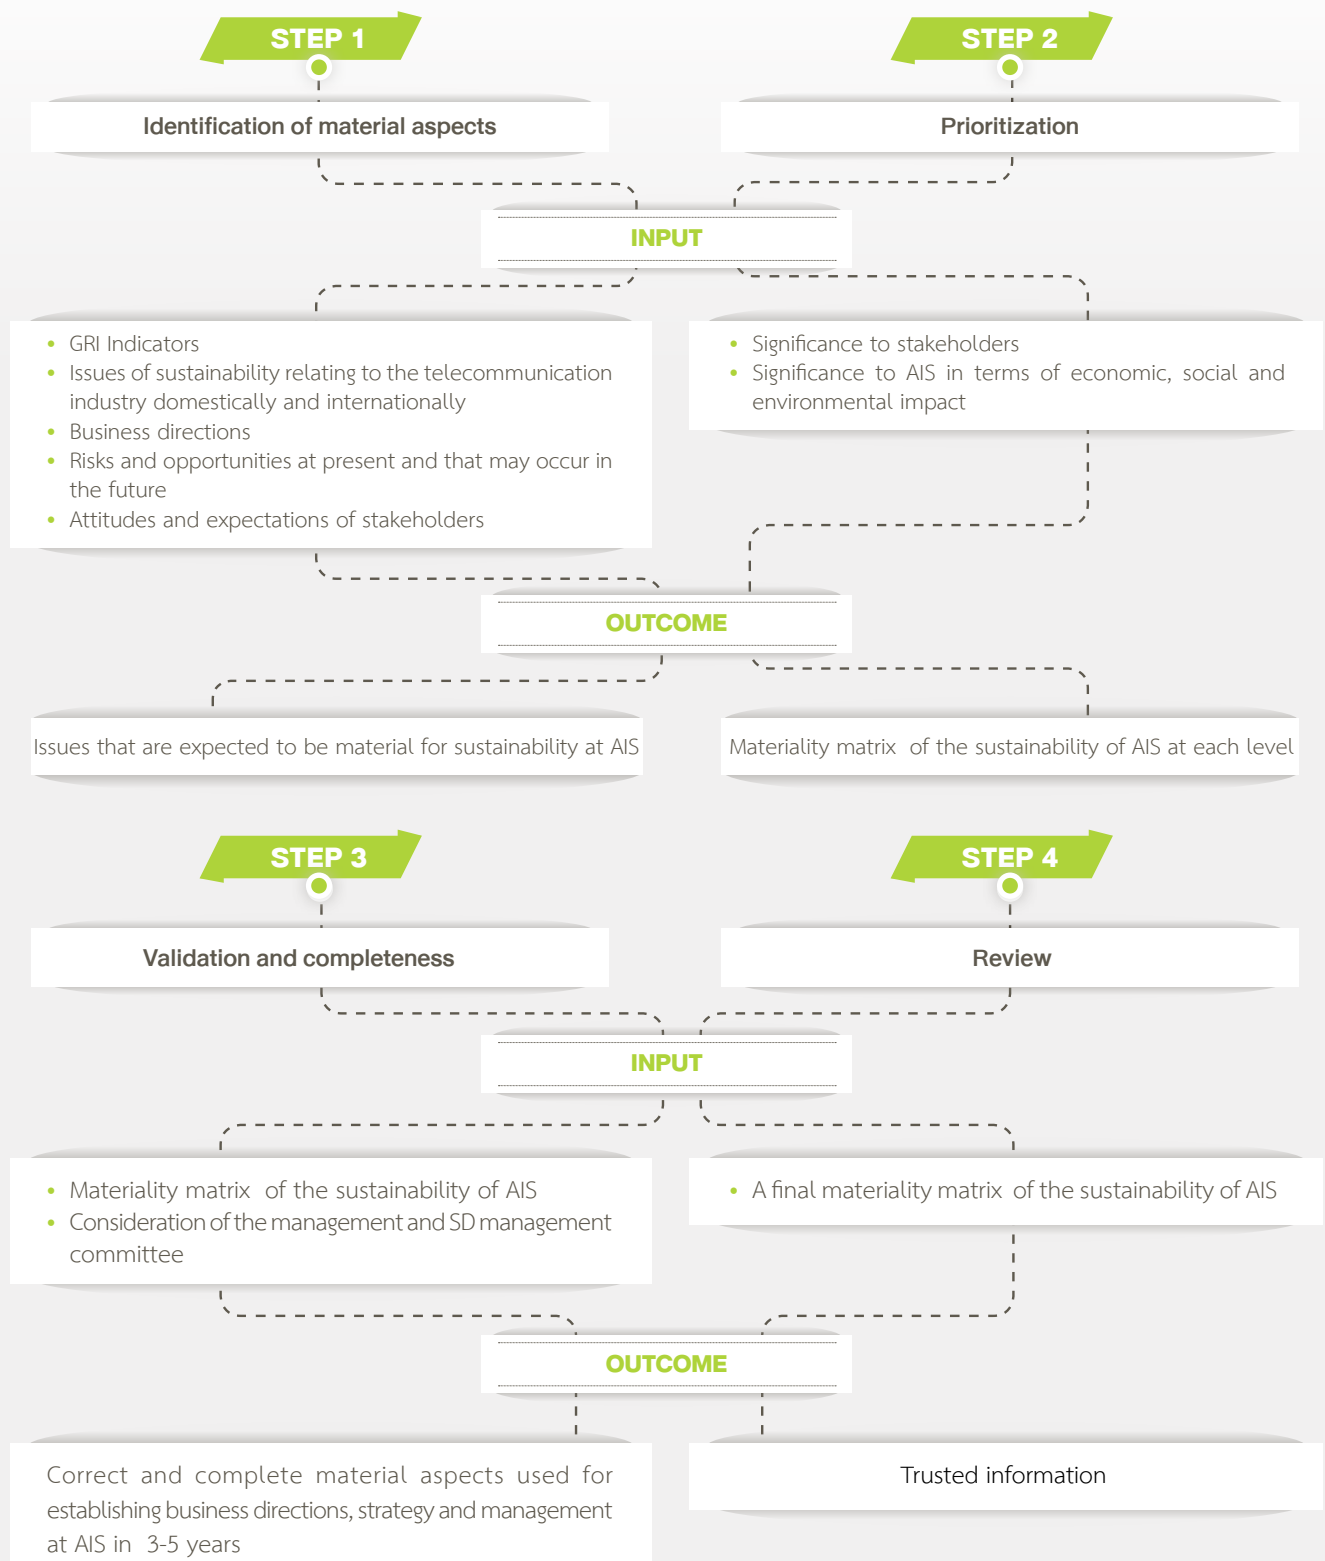 STEP 1
STEP 2
Identification of material aspects
Prioritization
INPUT
• GRI Indicators
• Issues of sustainability relating to the telecommunication
industry domestically and internationally
• Business directions
• Risks and opportunities at present and that may occur in
the future
• Attitudes and expectations of stakeholders
• Significance to stakeholders
• Significance to AIS in terms of economic, social and
environmental impact
OUTCOME
Issues that are expected to be material for sustainability at AIS
Materiality matrix of the sustainability of AIS at each level
STEP 3
STEP 4
Validation and completeness
Review
INPUT
• Materiality matrix of the sustainability of AIS
• Consideration of the management and SD management
committee
• A final materiality matrix of the sustainability of AIS
OUTCOME
Correct and complete material aspects used for
establishing business directions, strategy and management
at AIS in 3-5 years
Trusted information